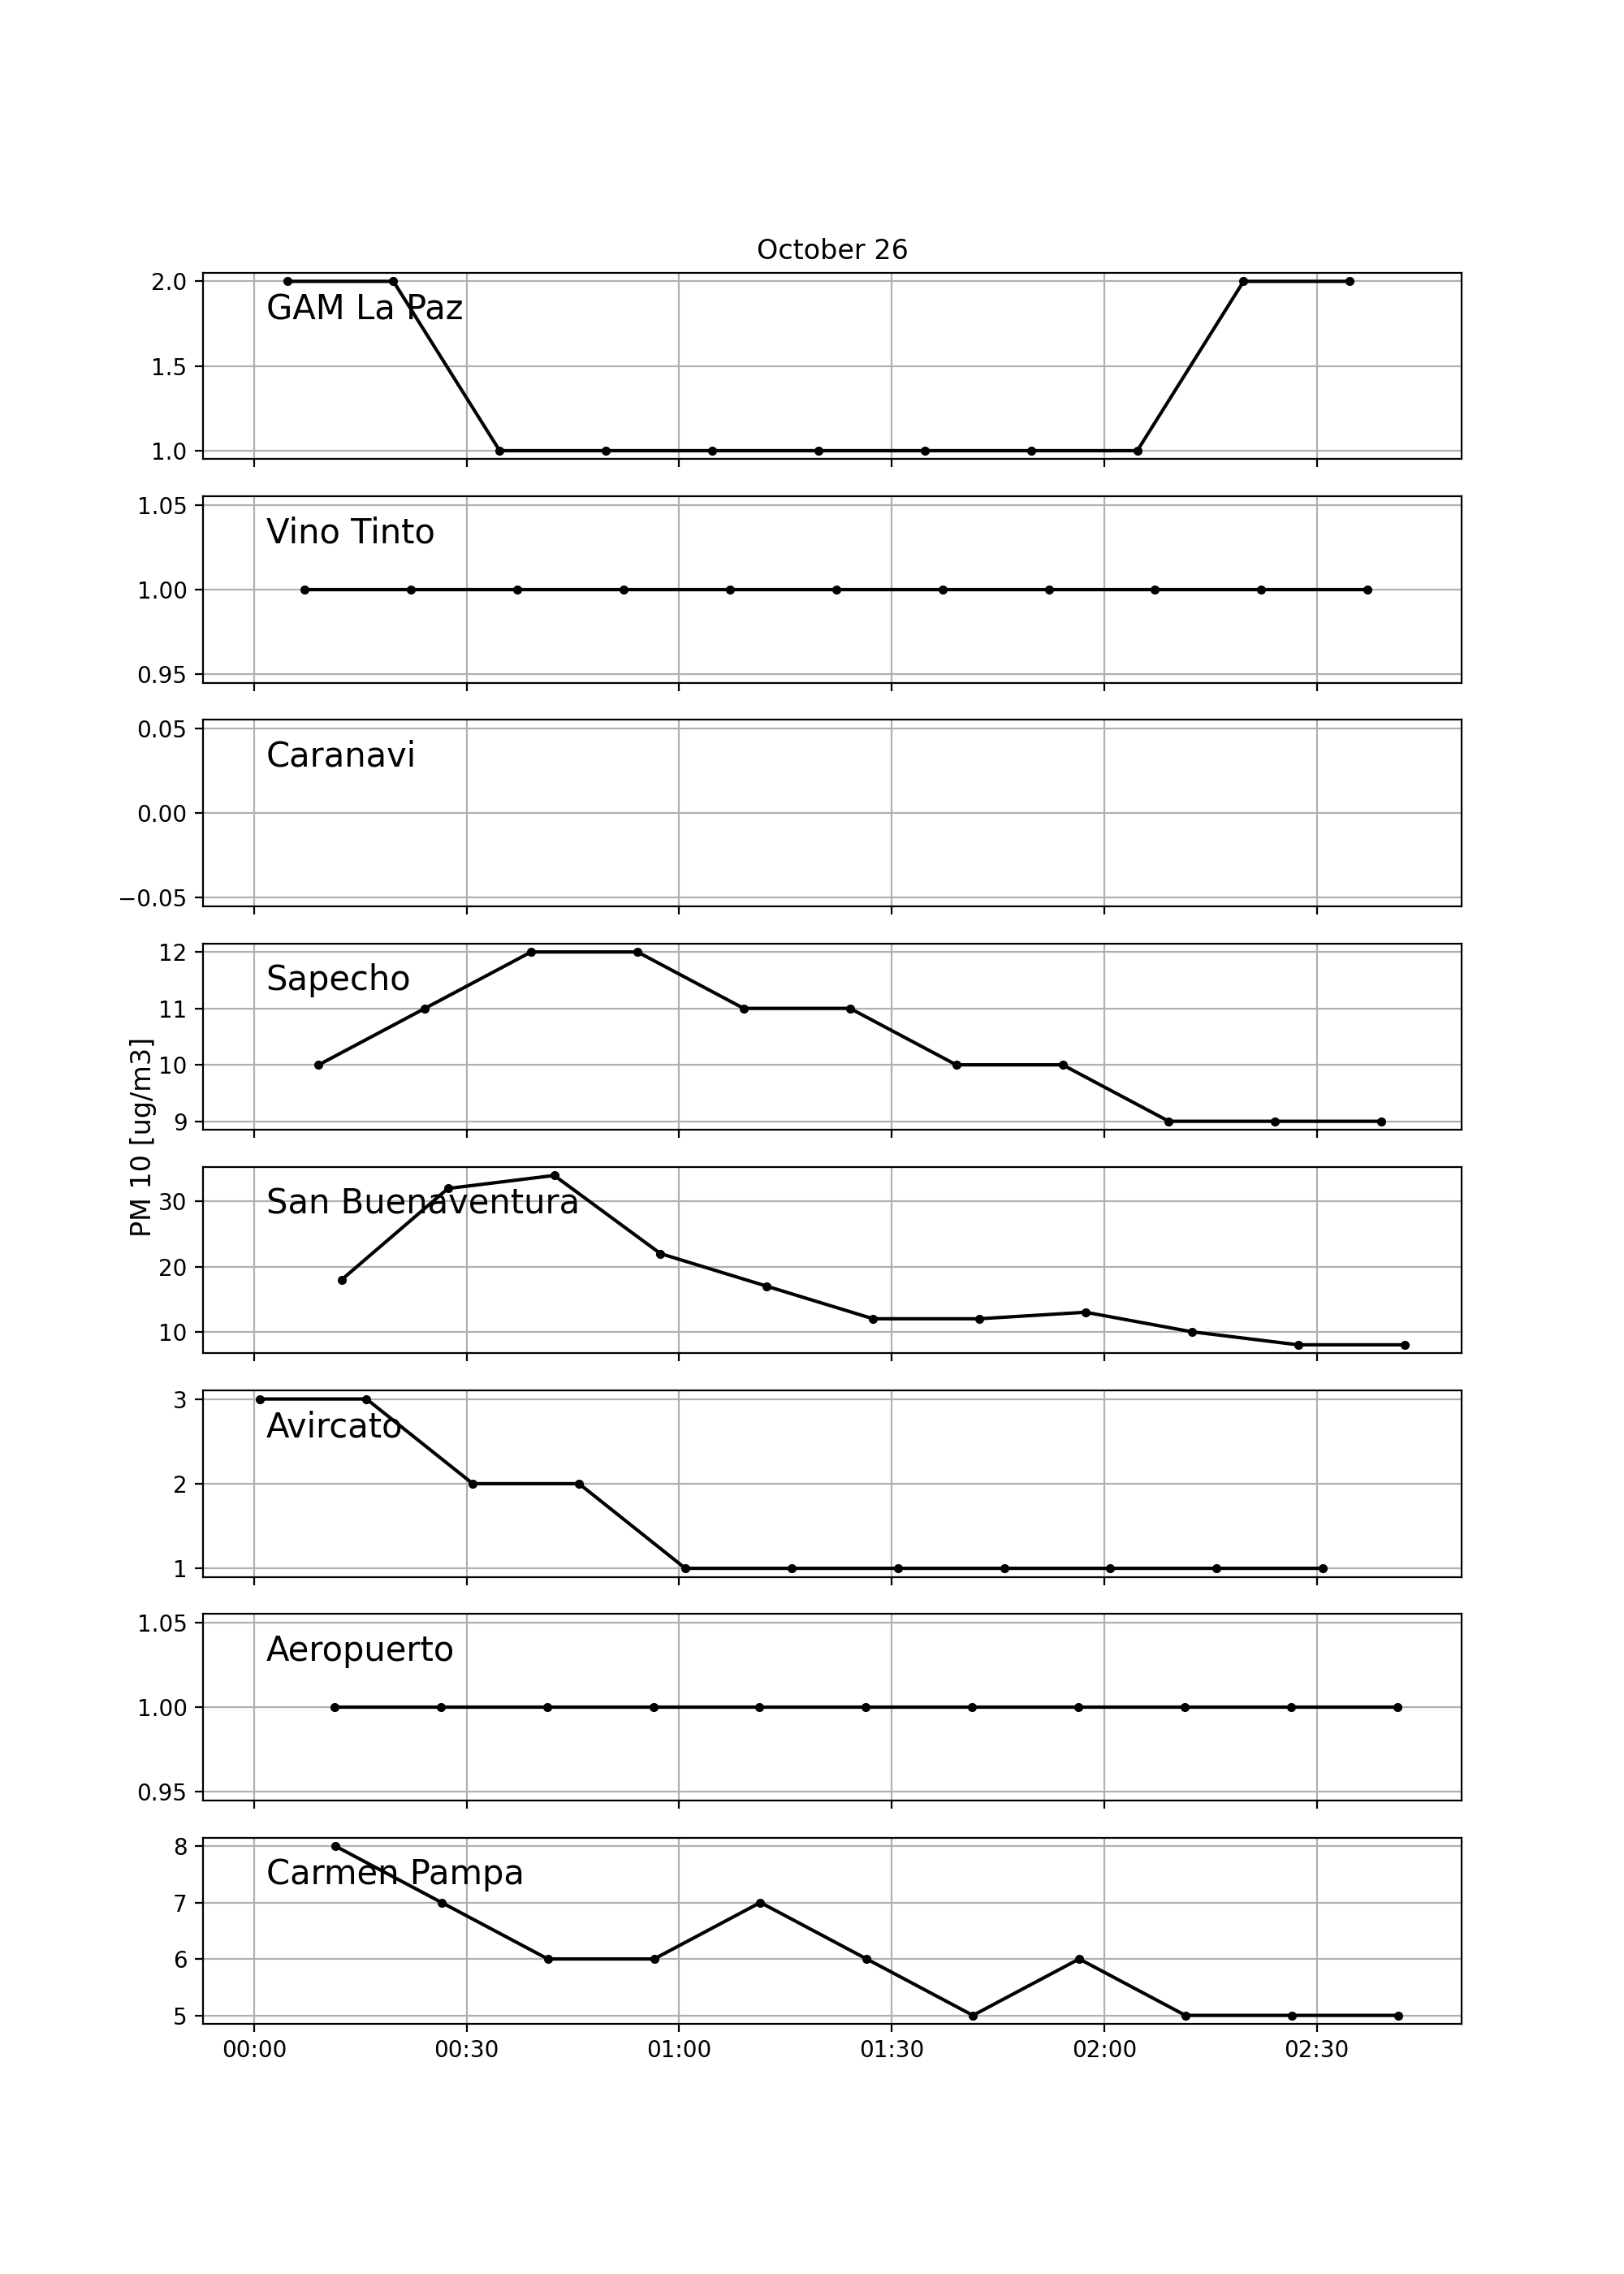 October 26
2.0
GAM La Paz
1.5
1.0
1.05
Vino Tinto
1.00
0.95
0.05
Caranavi
0.00
−0.05
12
Sapecho
11
10
9
PM 10 [ug/m3]
30
San Buenaventura
20
10
3
Avircato
2
1
1.05
Aeropuerto
1.00
0.95
8
Carmen Pampa
7
6
5
00:00 00:30 01:00 01:30 02:00 02:30